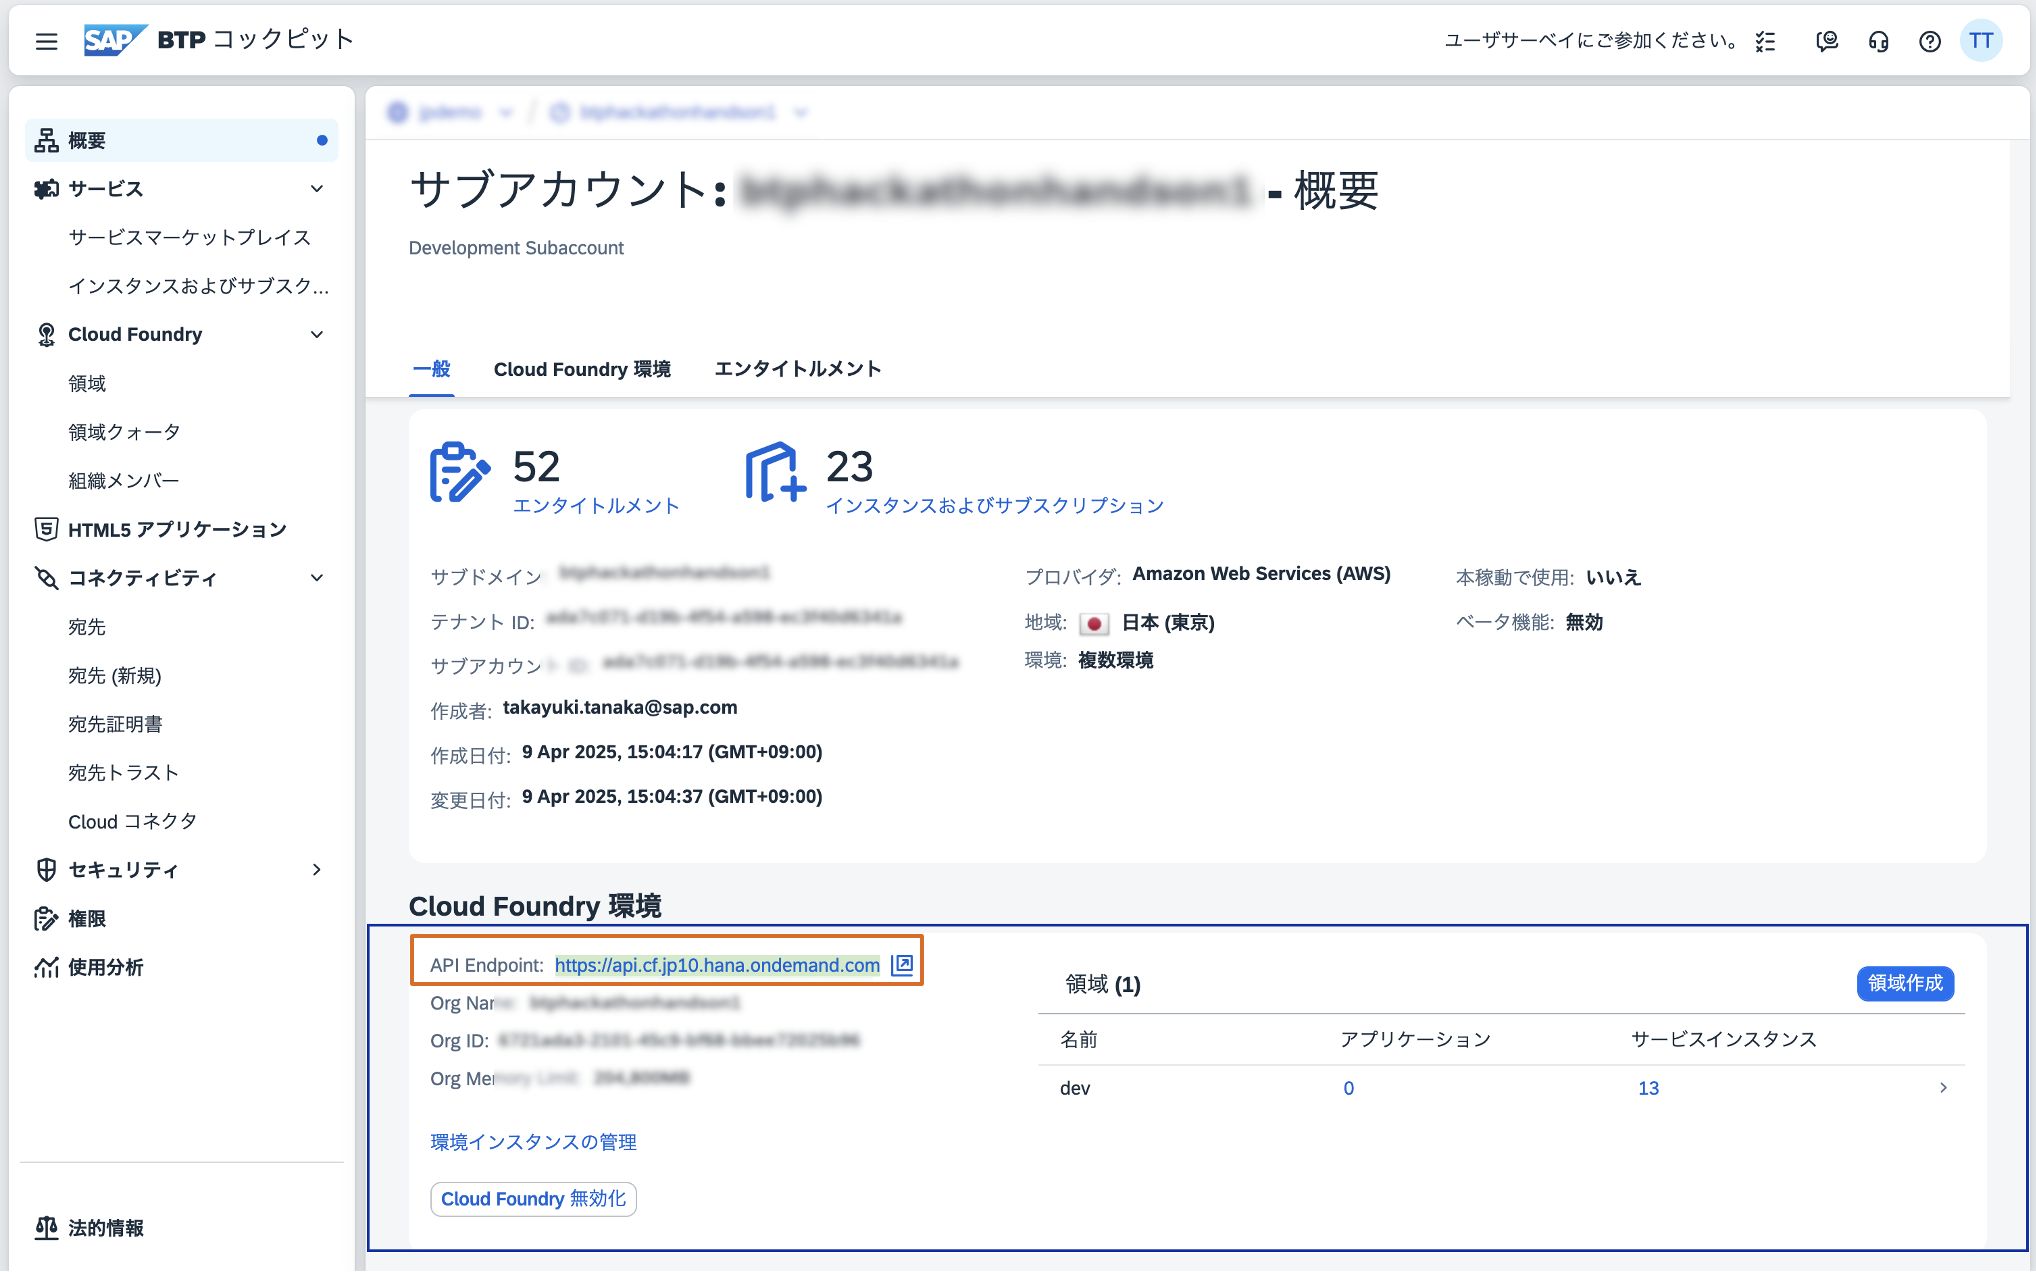 SAP BTP コックピット
ユーザサーベイにご参加ください。
TT
概要
サービス
サービスマーケットプレイス
インスタンスおよびサブスク...
Cloud Foundry
領域
領域クォータ
組織メンバー
HTML5 アプリケーション
コネクティビティ
宛先
宛先 (新規)
宛先証明書
宛先トラスト
Cloud コネクタ
セキュリティ
権限
使用分析
法的情報
サブアカウント: - 概要
Development Subaccount
一般 Cloud Foundry 環境 エンタイトルメント
52
エンタイトルメント
23
インスタンスおよびサブスクリプション
サブドメイン
テナント ID:
サブアカウン
作成者: takayuki.tanaka@sap.com
作成日付: 9 Apr 2025, 15:04:17 (GMT+09:00)
変更日付: 9 Apr 2025, 15:04:37 (GMT+09:00)
プロバイダ: Amazon Web Services (AWS)
地域: 日本 (東京)
環境: 複数環境
本稼動で使用: いいえ
ベータ機能: 無効
Cloud Foundry 環境
API Endpoint: https://api.cf.jp10.hana.ondemand.com
Org
Org ID:
Org
環境インスタンスの管理
Cloud Foundry 無効化
領域 (1)
領域作成
名前 アプリケーション サービスインスタンス
dev 0 13